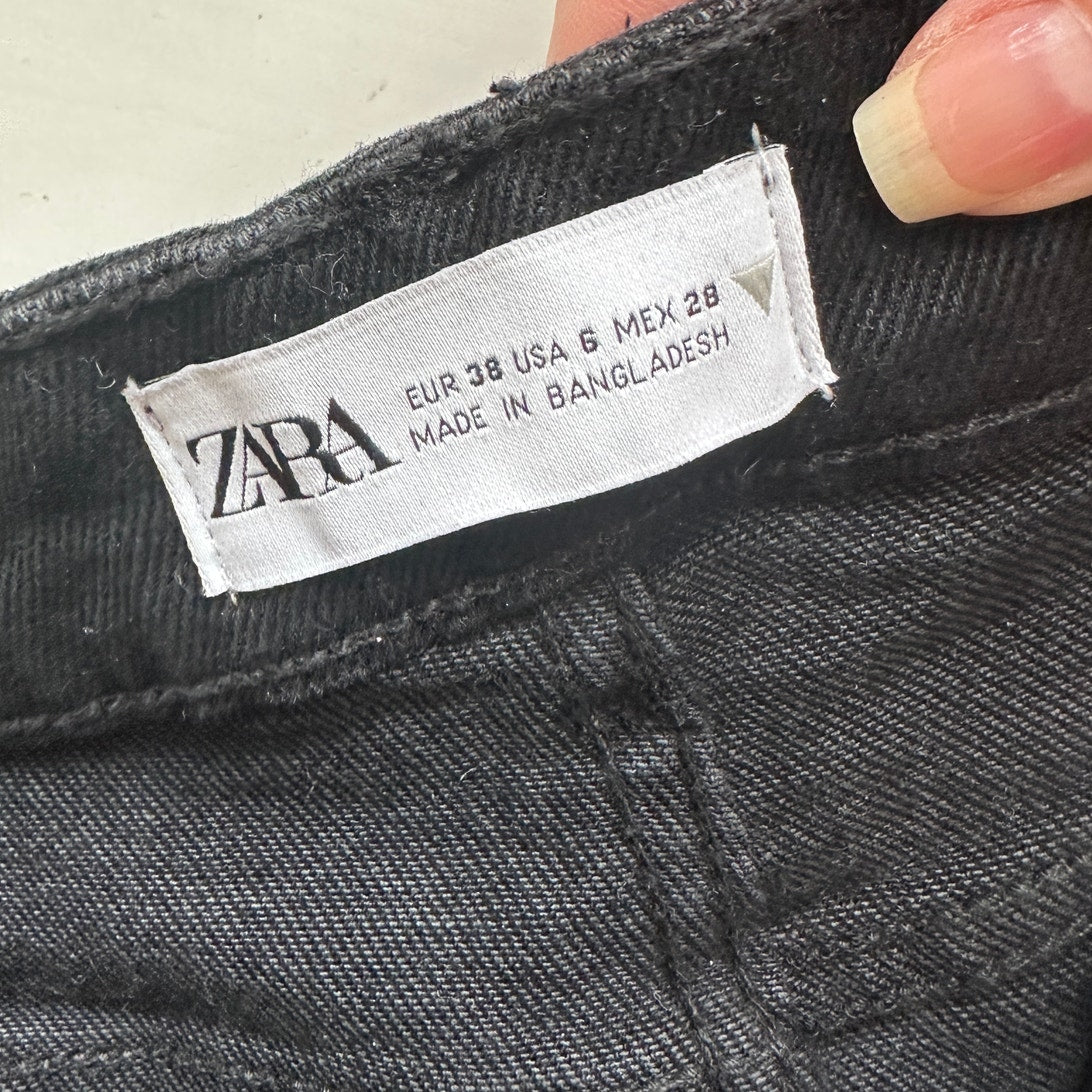 ZARA
EUR 38 USA 6 MEX 28
MADE IN BANGLADESH